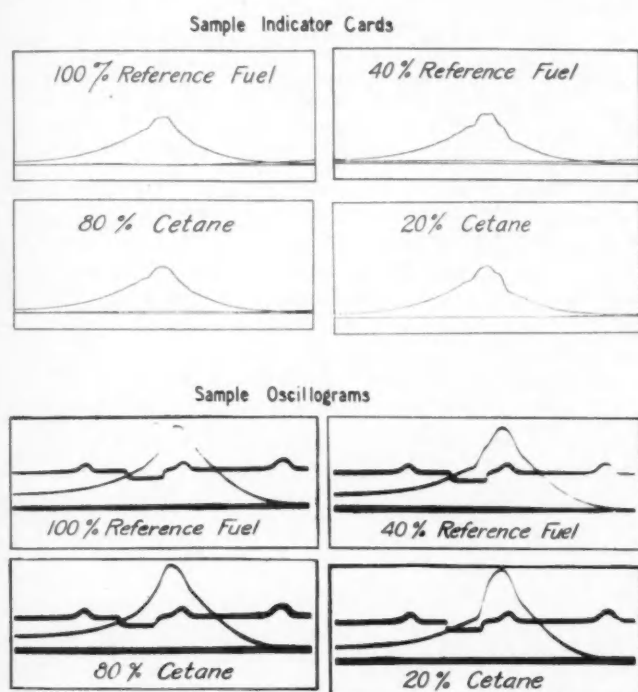 Sample Indicator Cards
100% Reference Fuel
40% Reference Fuel
80% Cetane
20% Cetane
Sample Oscillograms
100% Reference Fuel
40% Reference Fuel
80% Cetane
20% Cetane